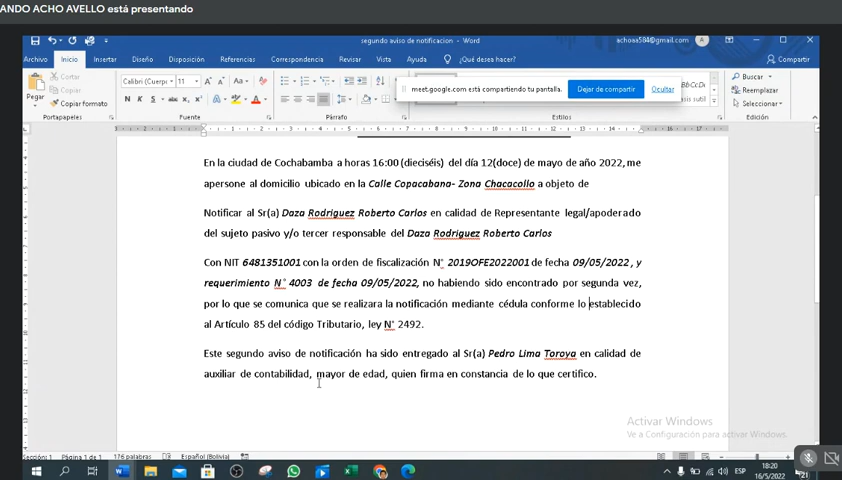 ANDO ACHO AVELLO está presentando
segundo aviso de notificacion - Word
achoaa584@gmail.com
A
Archivo Inicio Insertar Diseño Disposición Referencias Correspondencia Revisar Vista Ayuda ¿Qué desea hacer? Compartir
Pegar
Cortar
Copiar
Copiar formato
Calibri (Cuerpo 11
N K S abc x₂ x²
meet.google.com está compartiendo tu pantalla. Dejar de compartir Ocultar
Buscar
Reemplazar
Seleccionar
Portapapeles Fuente Párrafo Estilos Edición
En la ciudad de Cochabamba a horas 16:00 (dieciséis) del día 12(doce) de mayo de año 2022, me
apersone al domicilio ubicado en la Calle Copacabana- Zona Chacacollo a objeto de
Notificar al Sr(a) Daza Rodriguez Roberto Carlos en calidad de Representante legal/apoderado
del sujeto pasivo y/o tercer responsable del Daza Rodriguez Roberto Carlos
Con NIT 6481351001 con la orden de fiscalización N° 2019OFE2022001 de fecha 09/05/2022 , y
requerimiento N° 4003 de fecha 09/05/2022, no habiendo sido encontrado por segunda vez,
por lo que se comunica que se realizara la notificación mediante cédula conforme lo establecido
al Artículo 85 del código Tributario, ley N° 2492.
Este segundo aviso de notificación ha sido entregado al Sr(a) Pedro Lima Toroya en calidad de
auxiliar de contabilidad, mayor de edad, quien firma en constancia de lo que certifico.
Activar Windows
Ve a Configuración para activar Windows.
Sección: 1 Página 1 de 1 176 palabras Español (Bolivia)
ESP
18:20
16/5/2022